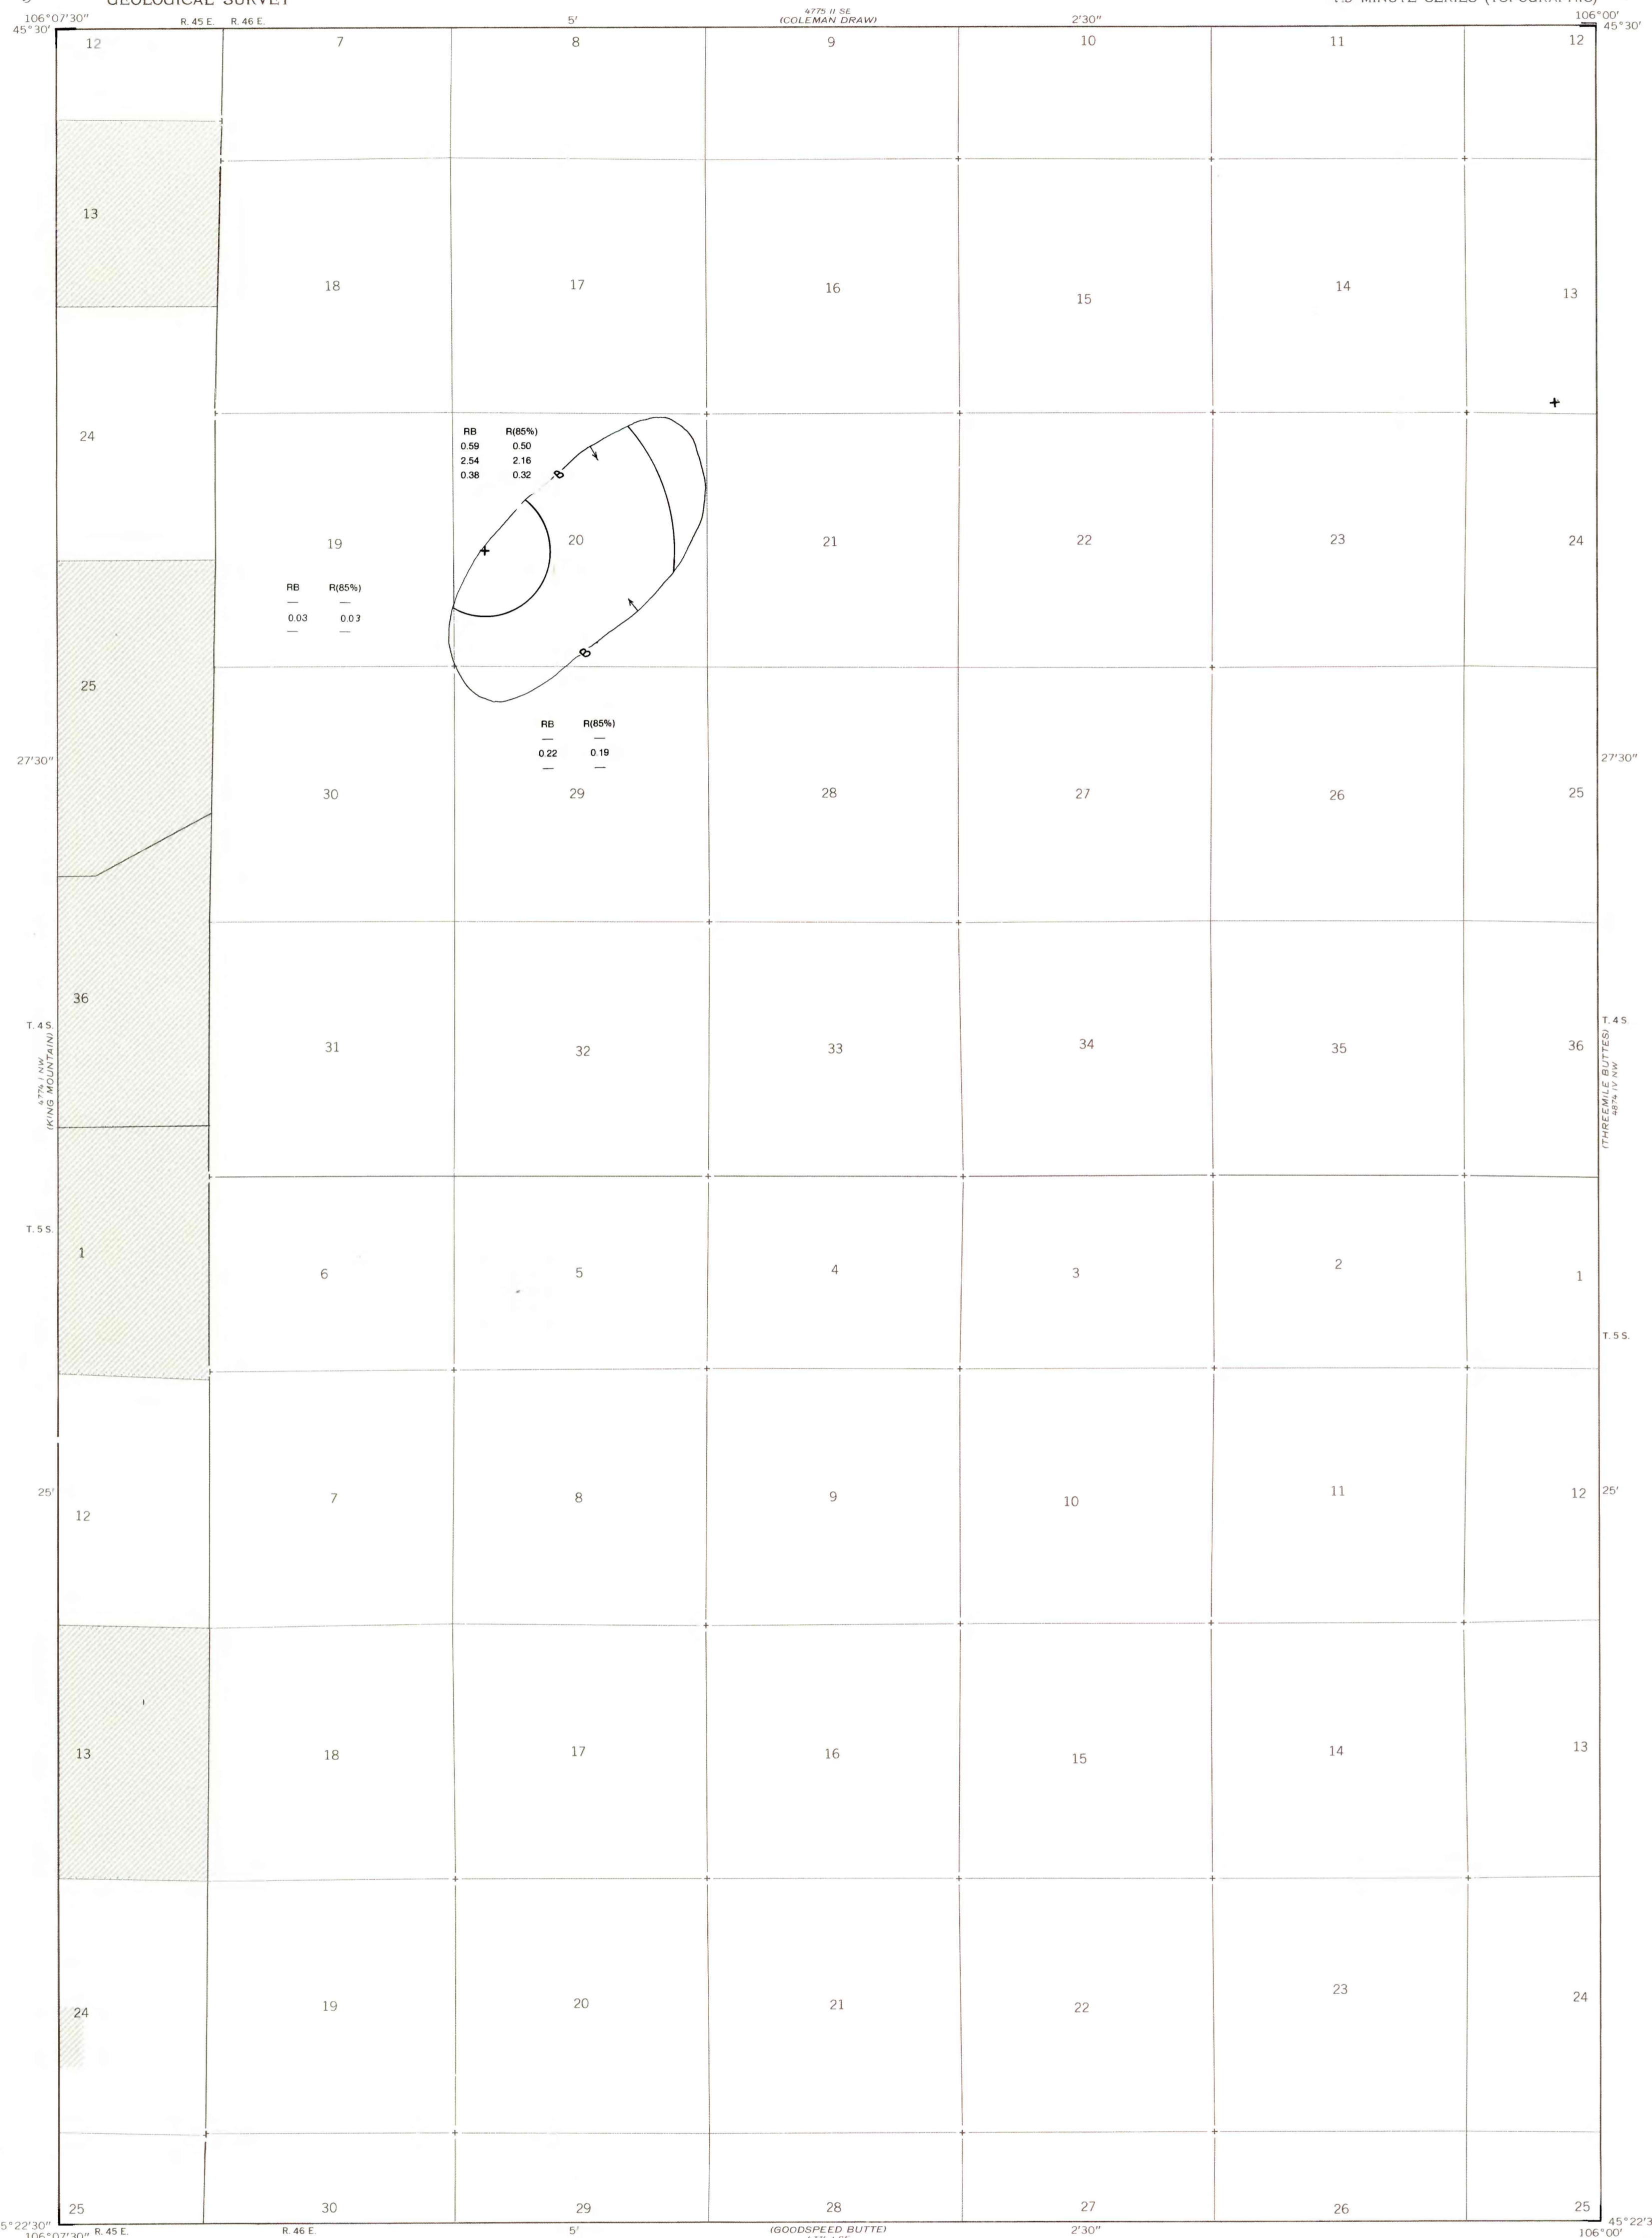 GEOLOGICAL SURVEY
7.5 MINUTE SERIES (TOPOGRAPHIC)
106°07'30" R. 45 E. R. 46 E. 5' 4775 II SE 2'30" 106°00'
(COLEMAN DRAW)
45°30' 45°30'
12 7 8 9 10 11 12
13
18 17 16 15 14 13
24
RB R(85%)
0.59 0.50
2.54 2.16
0.38 0.32
B
19 20 21 22 23 24
RB R(85%)
— —
0.03 0.03
— —
B
25
RB R(85%)
— —
0.22 0.19
— —
27'30" 27'30"
30 29 28 27 26 25
36
T. 4 S. T. 4 S.
4774 I NW
(KING MOUNTAIN)
31 32 33 34 35 36
(THREEMILE BUTTES)
4874 IV NW
T. 5 S.
1 6 5 4 3 2 1
T. 5 S.
25' 25'
12 7 8 9 10 11 12
13 18 17 16 15 14 13
24 19 20 21 22 23 24
25 30 29 28 27 26 25
5°22'30" 45°22'3
106°07'30" R. 45 E. R. 46 E. 5' (GOODSPEED BUTTE) 2'30" 106°00'